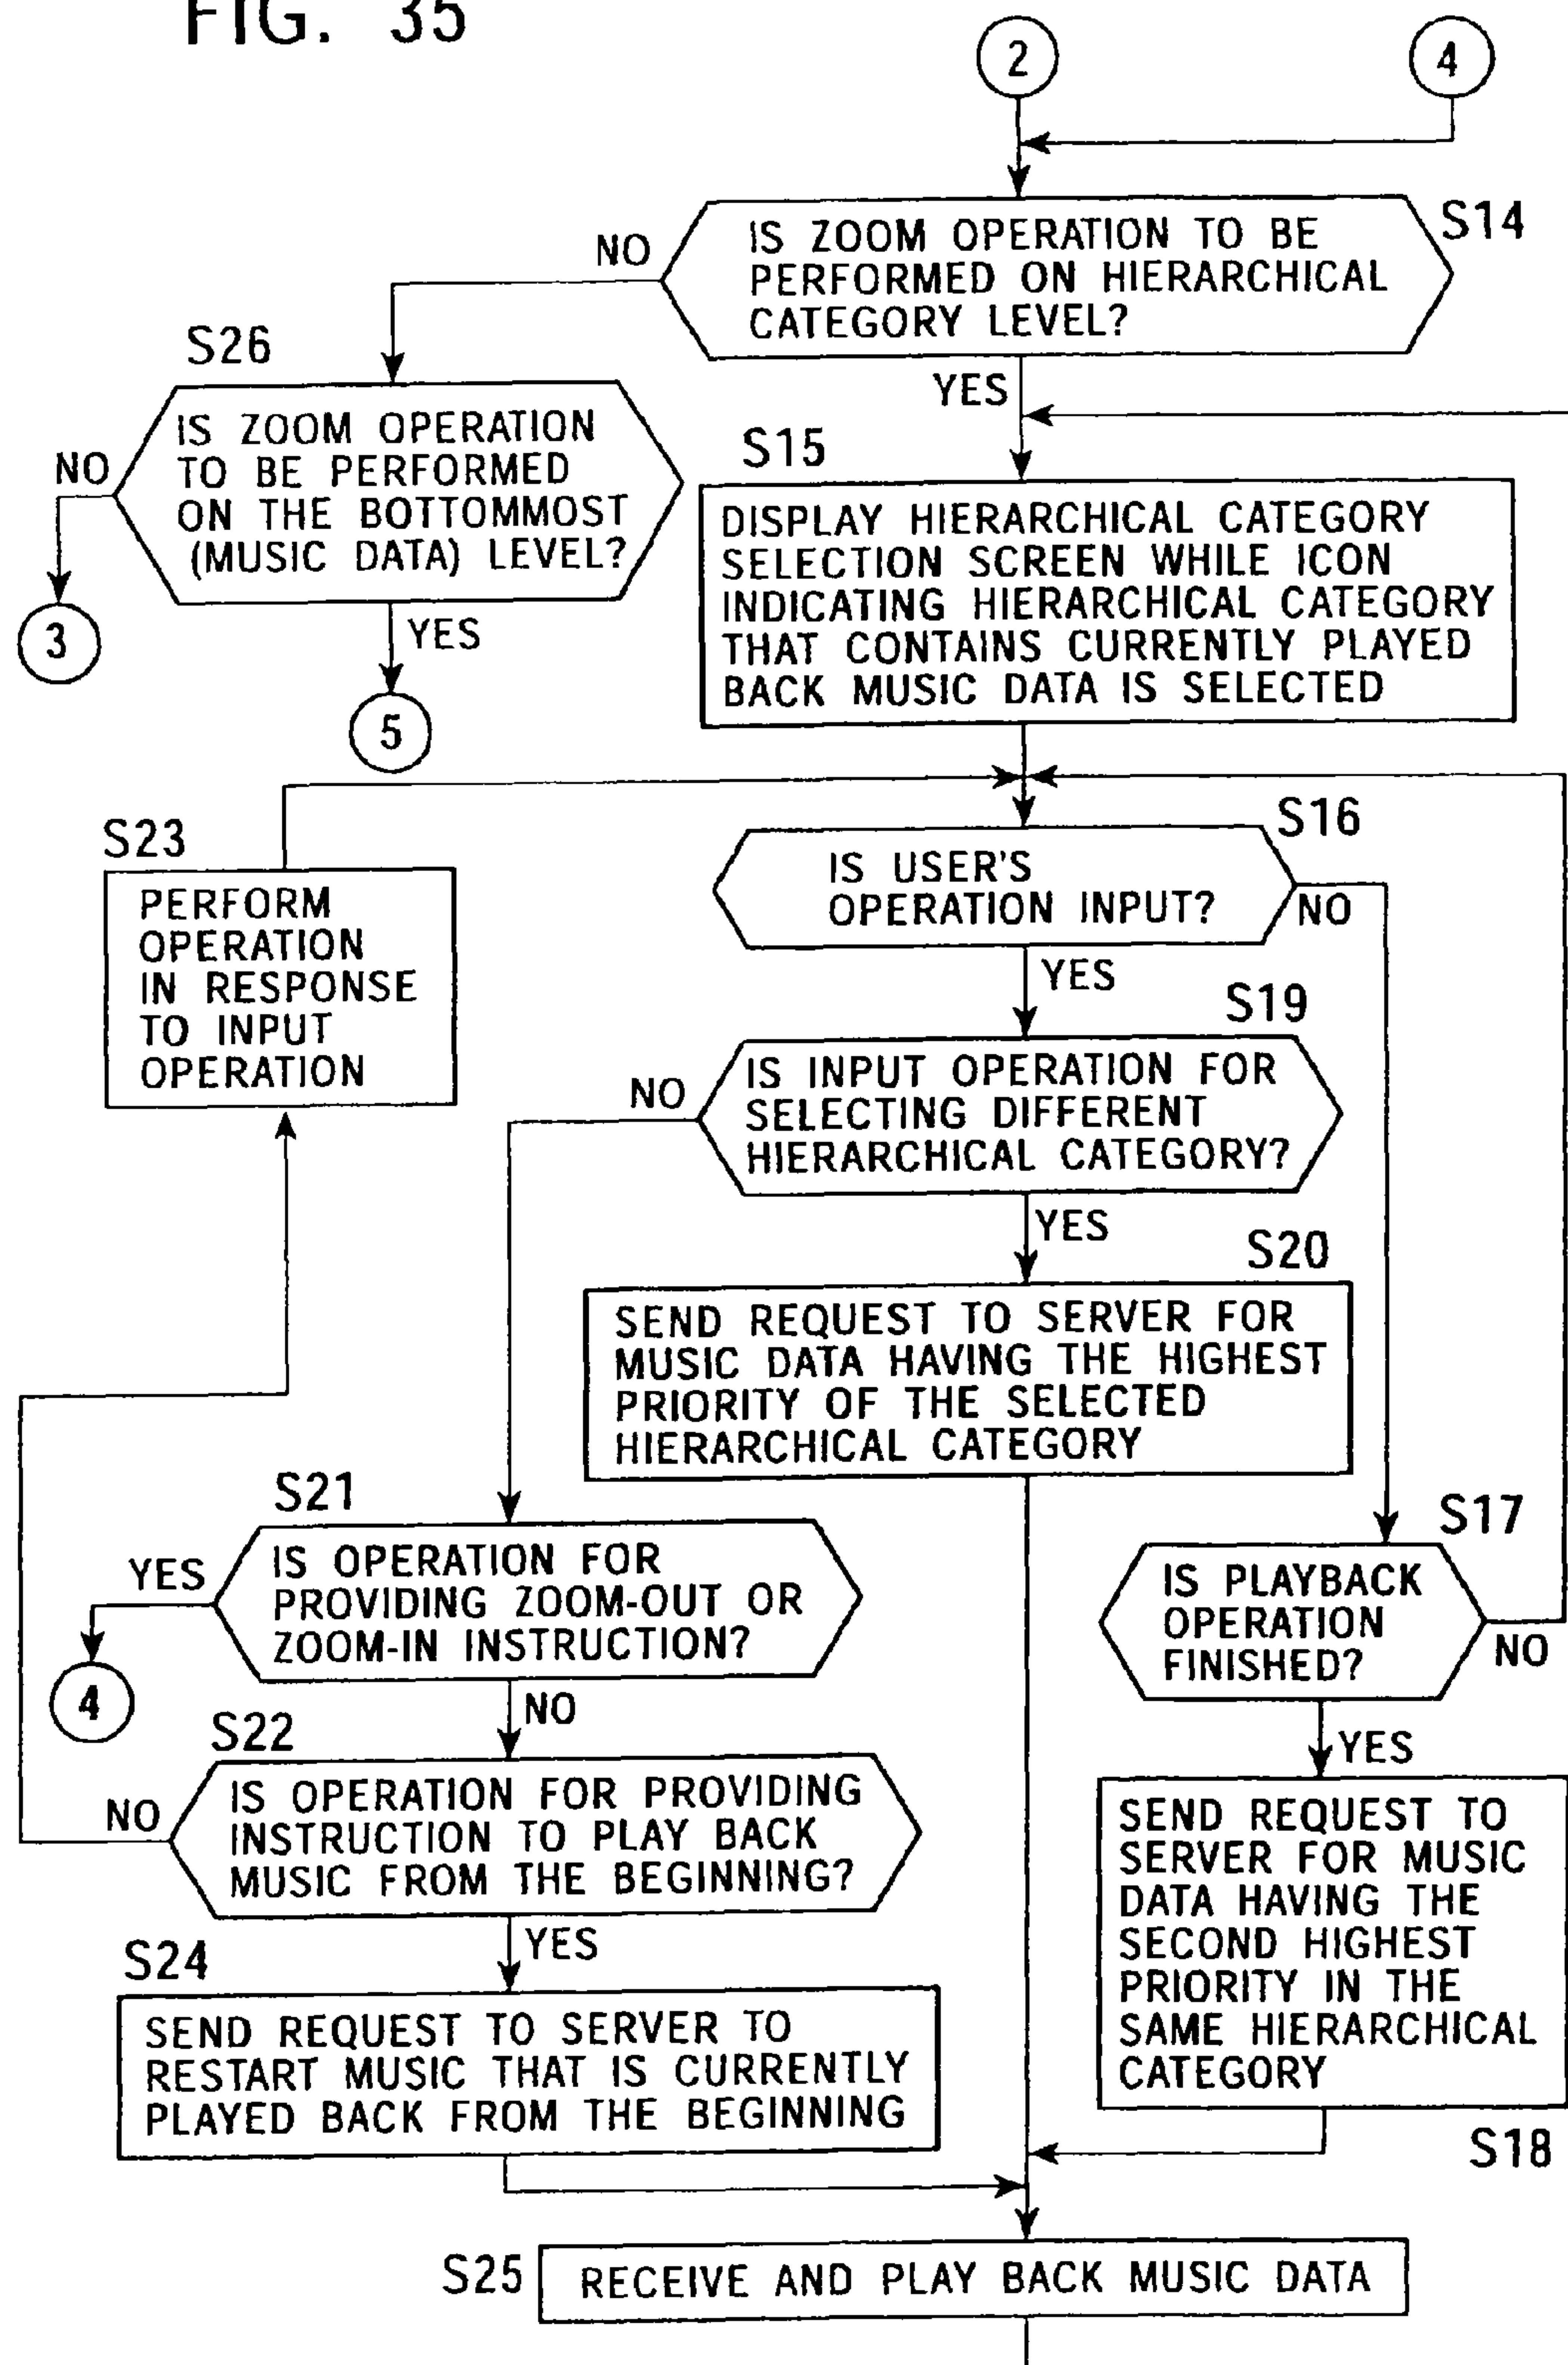 FIG. 35
2
4
S14
IS ZOOM OPERATION TO BE
PERFORMED ON HIERARCHICAL
CATEGORY LEVEL?
NO
YES
S26
IS ZOOM OPERATION
TO BE PERFORMED
ON THE BOTTOMMOST
(MUSIC DATA) LEVEL?
NO
3
YES
5
S15
DISPLAY HIERARCHICAL CATEGORY
SELECTION SCREEN WHILE ICON
INDICATING HIERARCHICAL CATEGORY
THAT CONTAINS CURRENTLY PLAYED
BACK MUSIC DATA IS SELECTED
S23
PERFORM
OPERATION
IN RESPONSE
TO INPUT
OPERATION
S16
IS USER'S
OPERATION INPUT?
NO
YES
S19
IS INPUT OPERATION FOR
SELECTING DIFFERENT
HIERARCHICAL CATEGORY?
NO
YES
S20
SEND REQUEST TO SERVER FOR
MUSIC DATA HAVING THE HIGHEST
PRIORITY OF THE SELECTED
HIERARCHICAL CATEGORY
S21
IS OPERATION FOR
PROVIDING ZOOM-OUT OR
ZOOM-IN INSTRUCTION?
YES
4
NO
S17
IS PLAYBACK
OPERATION
FINISHED?
NO
YES
S22
IS OPERATION FOR PROVIDING
INSTRUCTION TO PLAY BACK
MUSIC FROM THE BEGINNING?
NO
YES
SEND REQUEST TO
SERVER FOR MUSIC
DATA HAVING THE
SECOND HIGHEST
PRIORITY IN THE
SAME HIERARCHICAL
CATEGORY
S18
S24
SEND REQUEST TO SERVER TO
RESTART MUSIC THAT IS CURRENTLY
PLAYED BACK FROM THE BEGINNING
S25
RECEIVE AND PLAY BACK MUSIC DATA